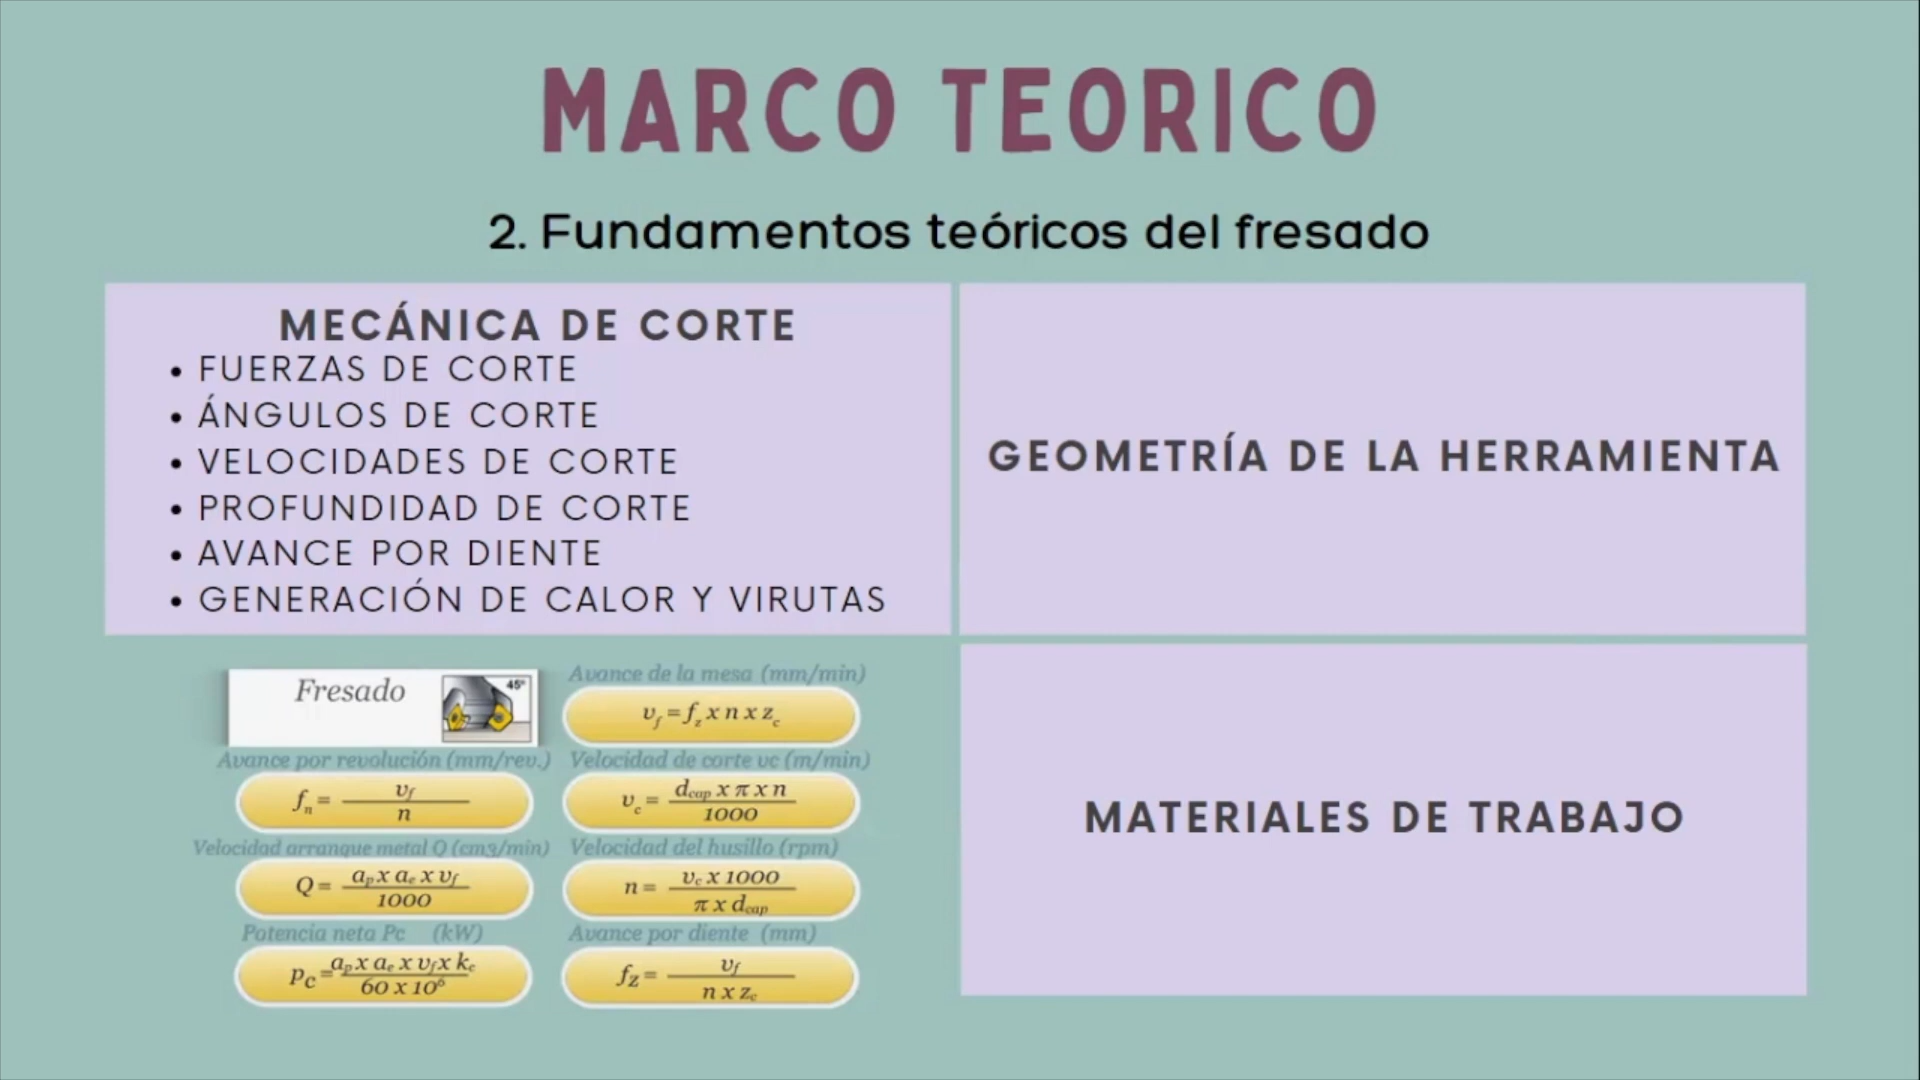 MARCO TEORICO
2. Fundamentos teóricos del fresado
MECÁNICA DE CORTE
• FUERZAS DE CORTE
• ÁNGULOS DE CORTE
• VELOCIDADES DE CORTE
• PROFUNDIDAD DE CORTE
• AVANCE POR DIENTE
• GENERACIÓN DE CALOR Y VIRUTAS
GEOMETRÍA DE LA HERRAMIENTA
Fresado
45°
Avance de la mesa (mm/min)
v_f = f_z x n x z_c
Avance por revolución (mm/rev.)
f_n = v_f / n
Velocidad de corte vc (m/min)
v_c = d_cap x π x n / 1000
Velocidad arranque metal Q (cm3/min)
Q = a_p x a_e x v_f / 1000
Velocidad del husillo (rpm)
n = v_c x 1000 / π x d_cap
Potencia neta Pc (kW)
P_c = a_p x a_e x v_f x k_c / 60 x 10⁶
Avance por diente (mm)
f_z = v_f / n x z_c
MATERIALES DE TRABAJO